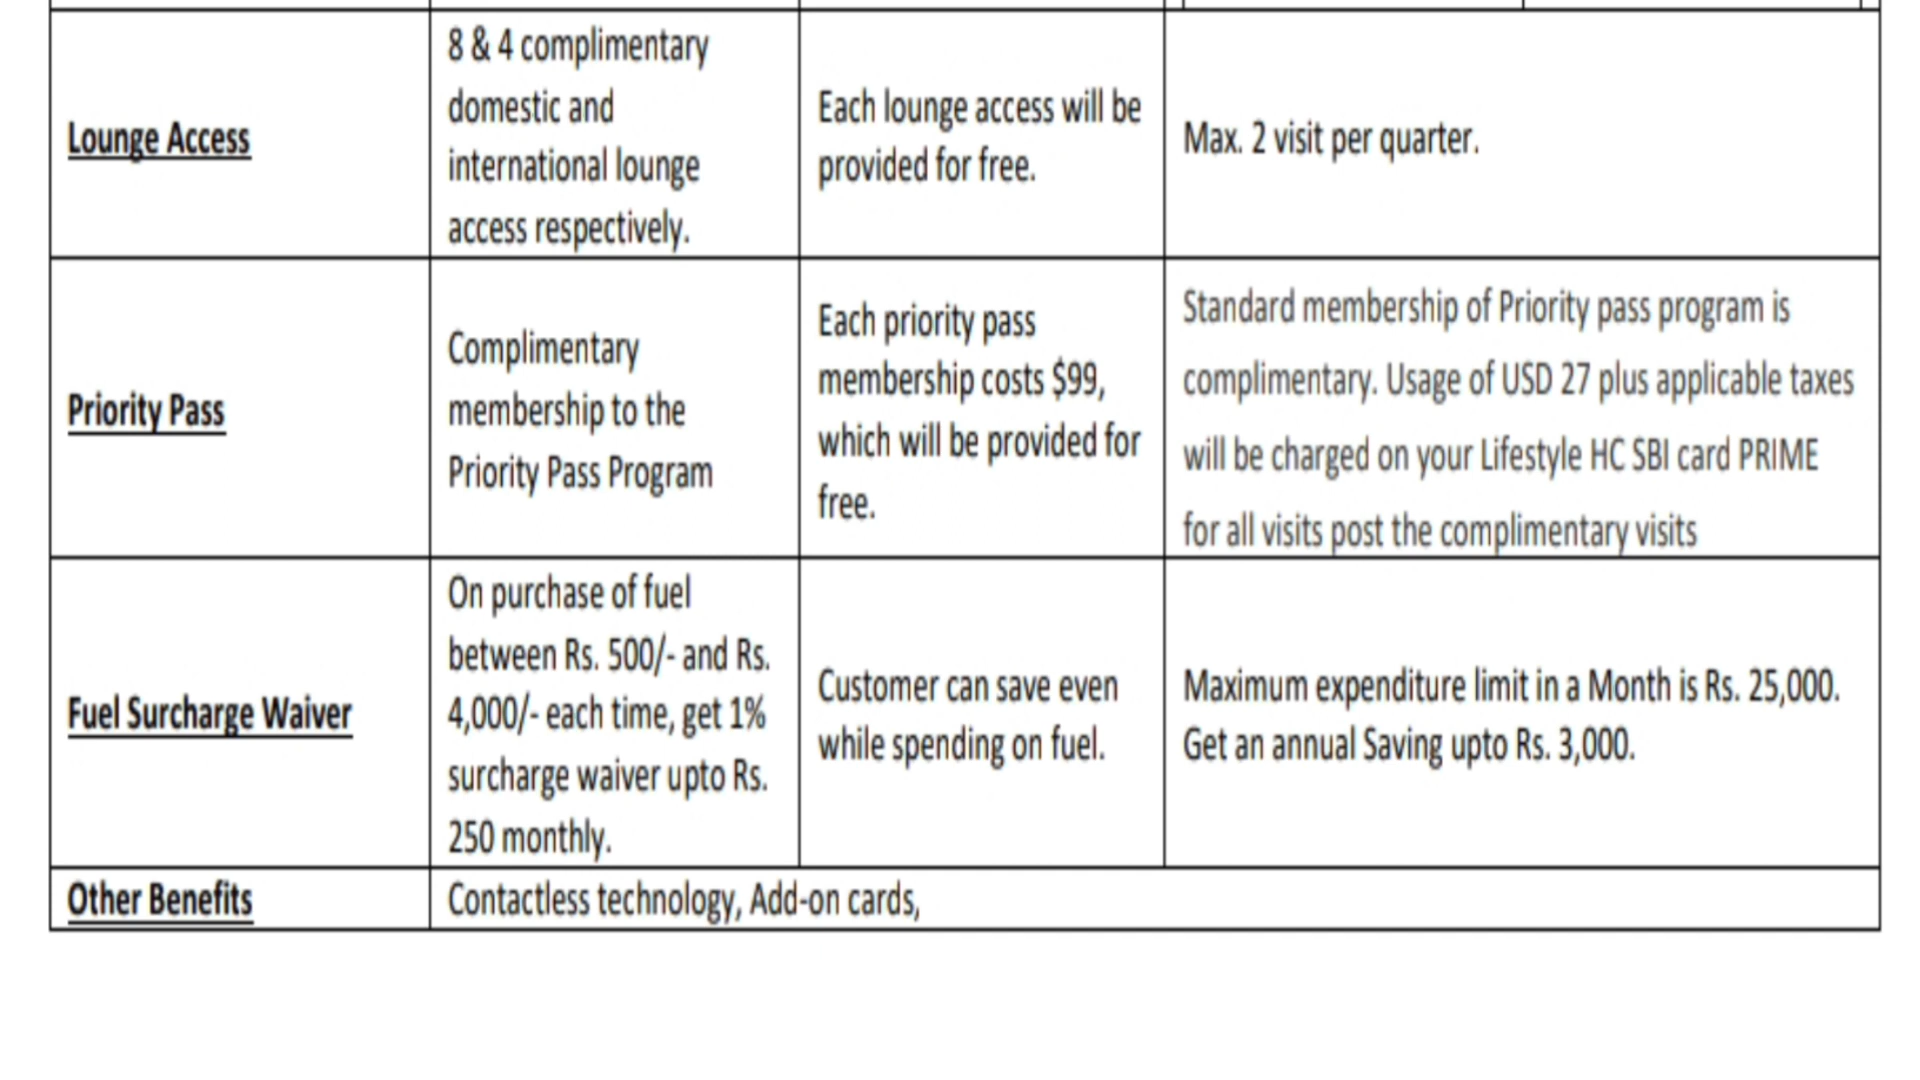 Lounge Access
8 & 4 complimentary
domestic and
international lounge
access respectively.
Each lounge access will be
provided for free.
Max. 2 visit per quarter.
Priority Pass
Complimentary
membership to the
Priority Pass Program
Each priority pass
membership costs $99,
which will be provided for
free.
Standard membership of Priority pass program is
complimentary. Usage of USD 27 plus applicable taxes
will be charged on your Lifestyle HC SBI card PRIME
for all visits post the complimentary visits
Fuel Surcharge Waiver
On purchase of fuel
between Rs. 500/- and Rs.
4,000/- each time, get 1%
surcharge waiver upto Rs.
250 monthly.
Customer can save even
while spending on fuel.
Maximum expenditure limit in a Month is Rs. 25,000.
Get an annual Saving upto Rs. 3,000.
Other Benefits
Contactless technology, Add-on cards,